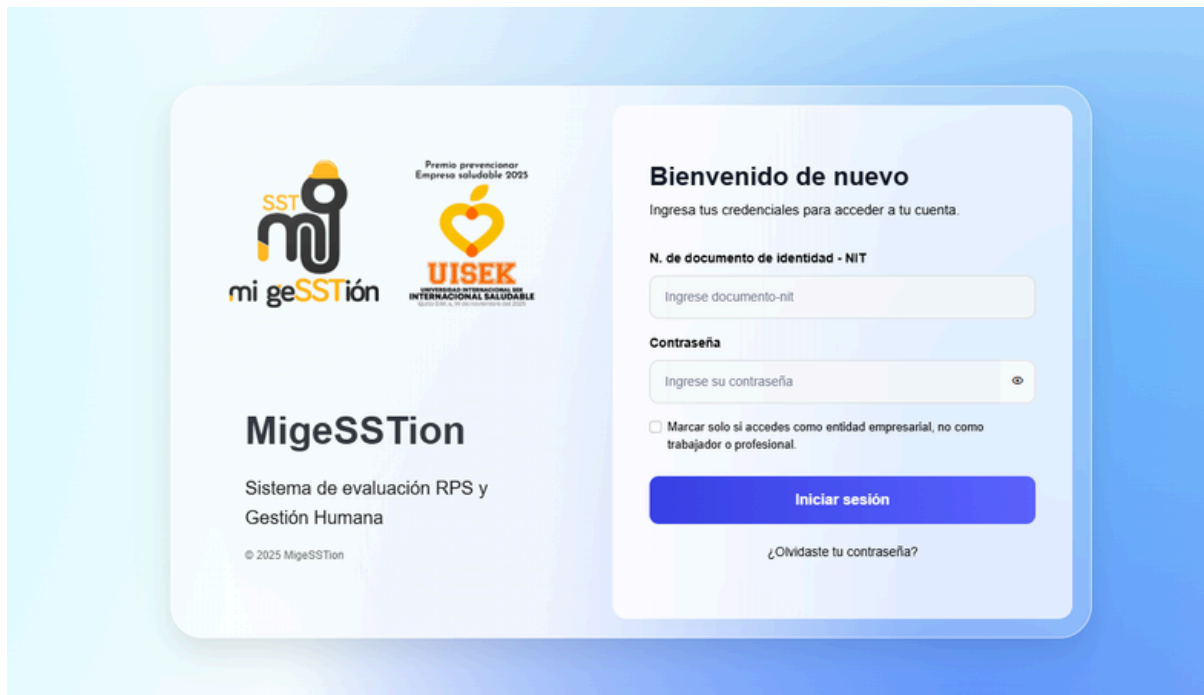 SST
mi geSSTión
Premio prevencionar
Empresa saludable 2025
UISEK
UNIVERSIDAD INTERNACIONAL SEK
INTERNACIONAL SALUDABLE
MigeSSTion
Sistema de evaluación RPS y
Gestión Humana
© 2025 MigeSSTion
Bienvenido de nuevo
Ingresa tus credenciales para acceder a tu cuenta.
N. de documento de identidad - NIT
Ingrese documento-nit
Contraseña
Ingrese su contraseña
Marcar solo si accedes como entidad empresarial, no como
trabajador o profesional.
Iniciar sesión
¿Olvidaste tu contraseña?